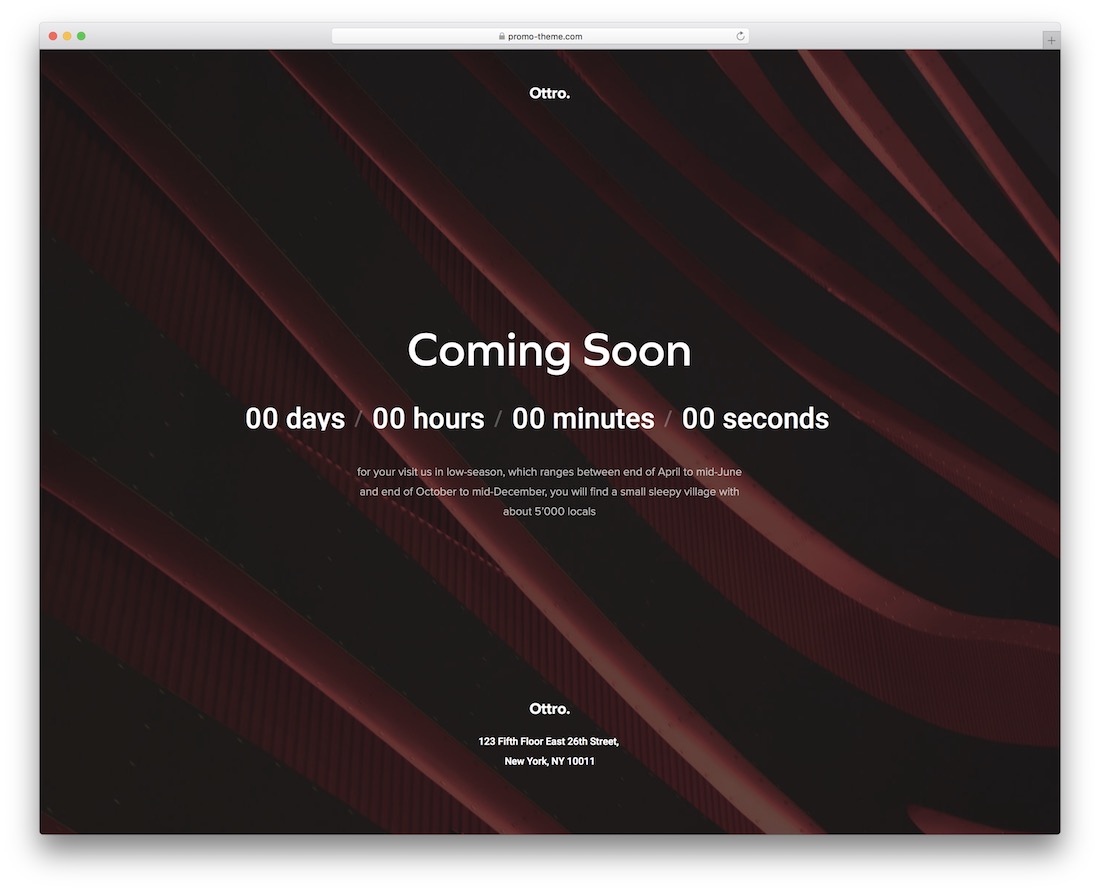 promo-theme.com
Ottro.
Coming Soon
00 days / 00 hours / 00 minutes / 00 seconds
for your visit us in low-season, which ranges between end of April to mid-June
and end of October to mid-December, you will find a small sleepy village with
about 5'000 locals
Ottro.
123 Fifth Floor East 26th Street,
New York, NY 10011